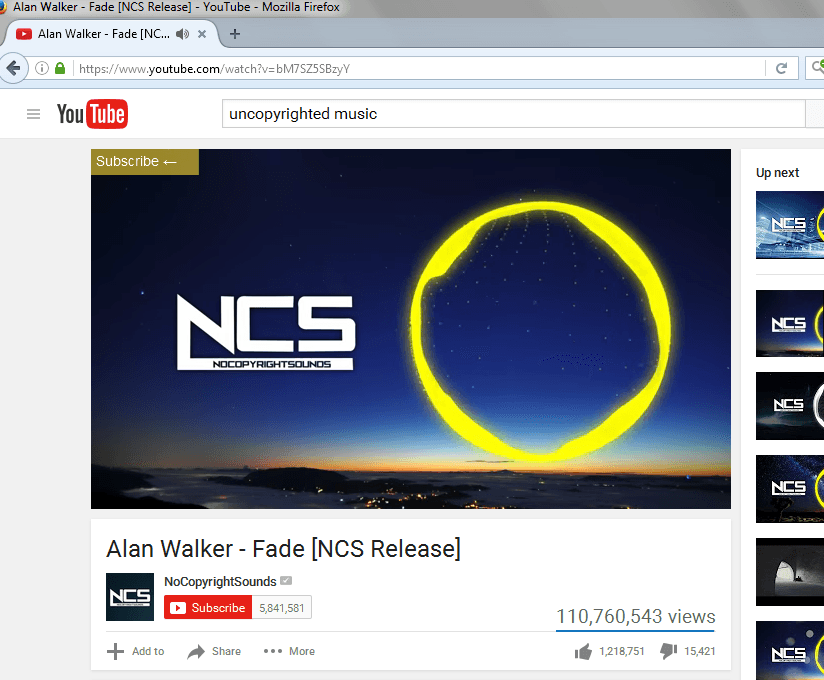 Alan Walker - Fade [NCS Release] - YouTube - Mozilla Firefox
Alan Walker - Fade [NC...
https://www.youtube.com/watch?v=bM7SZ5SBzyY
YouTube
uncopyrighted music
Subscribe ←
NCS
NOCOPYRIGHTSOUNDS
Up next
NCS
NCS
NCS
NCS
NCS
Alan Walker - Fade [NCS Release]
NCS
NoCopyrightSounds
Subscribe 5,841,581
110,760,543 views
Add to Share More 1,218,751 15,421